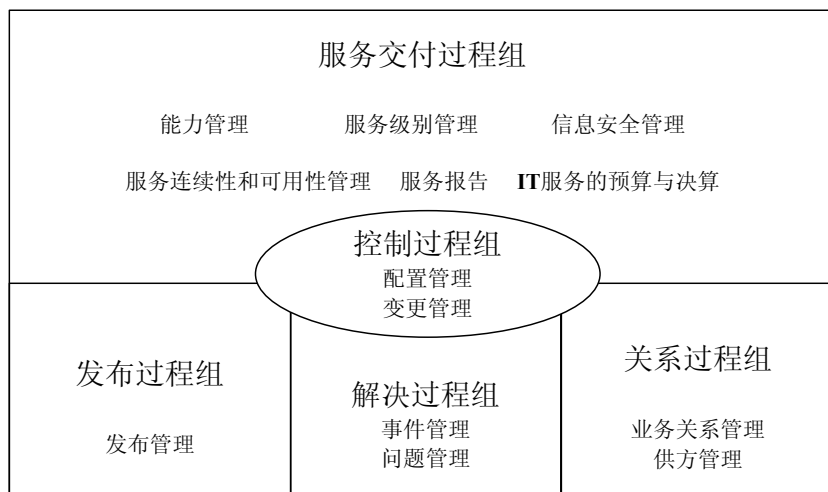 服务交付过程组
能力管理 服务级别管理 信息安全管理
服务连续性和可用性管理 服务报告 IT服务的预算与决算
控制过程组
配置管理
变更管理
发布过程组
发布管理
解决过程组
事件管理
问题管理
关系过程组
业务关系管理
供方管理